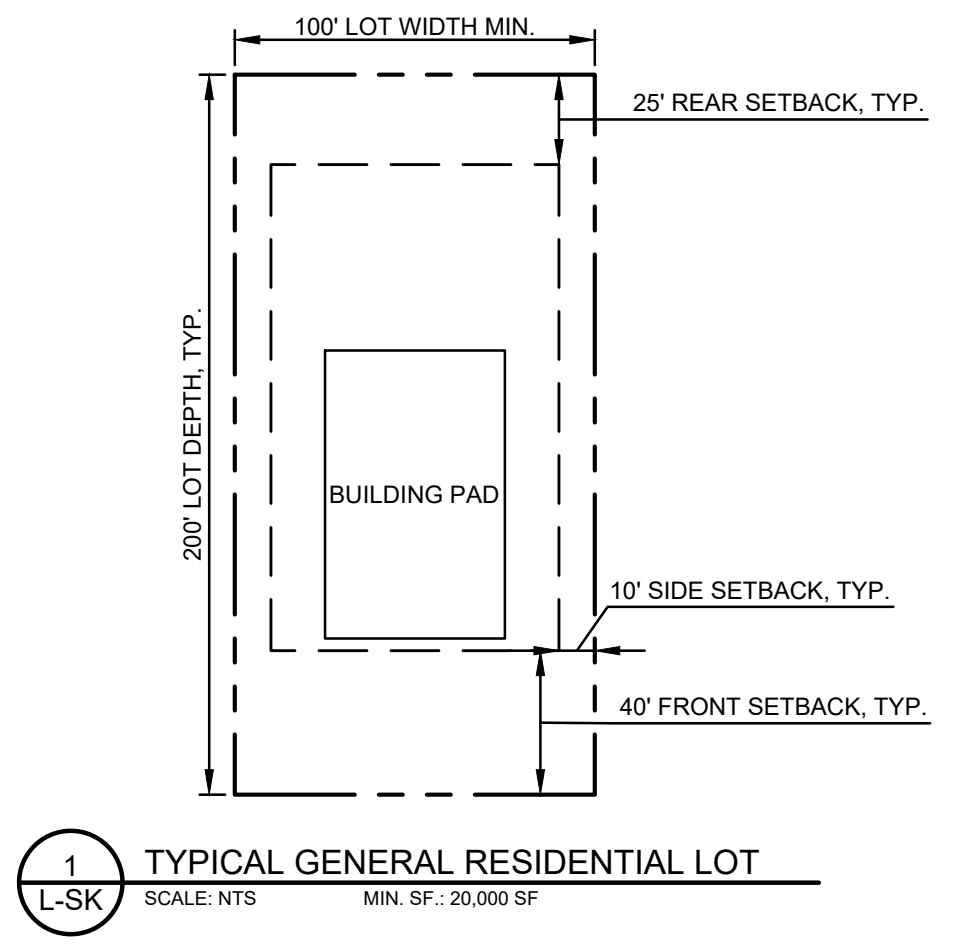 100' LOT WIDTH MIN.
25' REAR SETBACK, TYP.
200' LOT DEPTH, TYP.
BUILDING PAD
10' SIDE SETBACK, TYP.
40' FRONT SETBACK, TYP.
1
L-SK
TYPICAL GENERAL RESIDENTIAL LOT
SCALE: NTS MIN. SF.: 20,000 SF